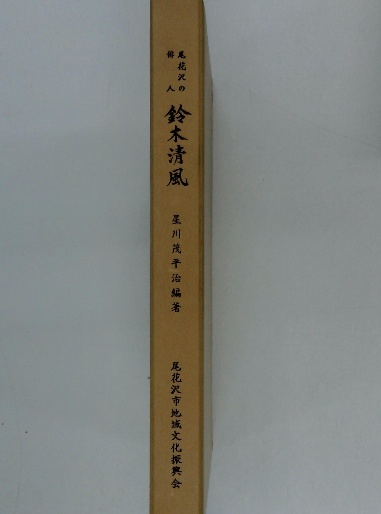 尾花沢の
俳人
鈴木清風
星川茂平治編著
尾花沢市地域文化振興会